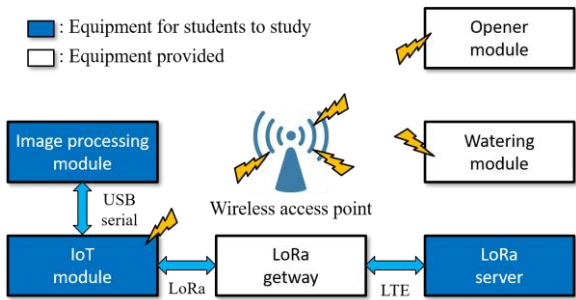 : Equipment for students to study
: Equipment provided
Opener
module
Image processing
module
Watering
module
USB
serial
Wireless access point
IoT
module
LoRa
LoRa
getway
LTE
LoRa
server